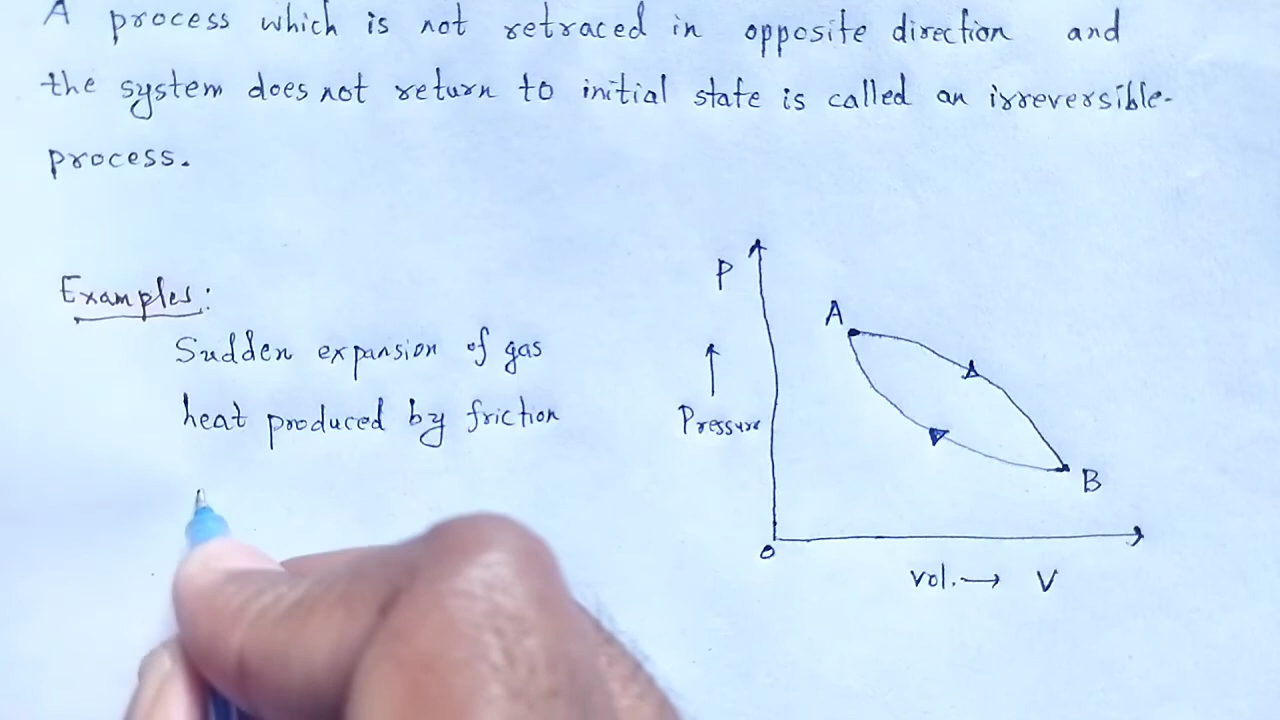 A process which is not retraced in opposite direction and
the system does not return to initial state is called an irreversible-
process.
Examples:
Sudden expansion of gas
heat produced by friction
P
A
Pressure
B
O
vol. → V